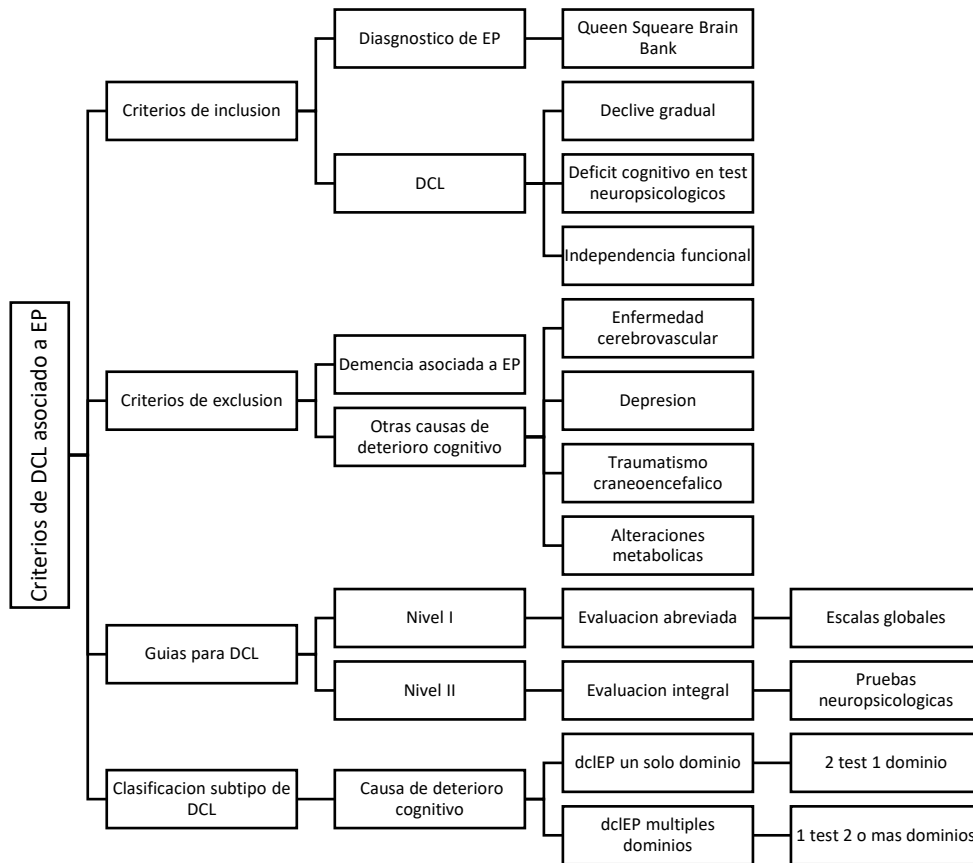 Criterios de DCL asociado a EP
Criterios de inclusion
Diasgnostico de EP
Queen Squeare Brain
Bank
DCL
Declive gradual
Deficit cognitivo en test
neuropsicologicos
Independencia funcional
Criterios de exclusion
Demencia asociada a EP
Otras causas de
deterioro cognitivo
Enfermedad
cerebrovascular
Depresion
Traumatismo
craneoencefalico
Alteraciones
metabolicas
Guias para DCL
Nivel I
Evaluacion abreviada
Escalas globales
Nivel II
Evaluacion integral
Pruebas
neuropsicologicas
Clasificacion subtipo de
DCL
Causa de deterioro
cognitivo
dclEP un solo dominio
2 test 1 dominio
dclEP multiples
dominios
1 test 2 o mas dominios